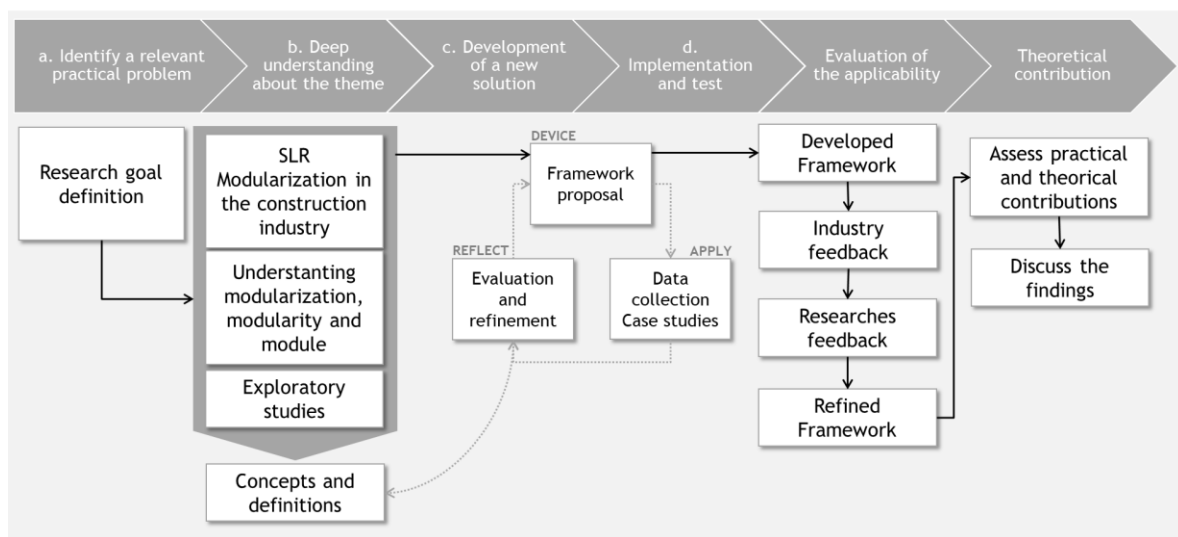 a. Identify a relevant
practical problem
b. Deep
understanding
about the theme
c. Development
of a new
solution
d.
Implementation
and test
Evaluation of
the applicability
Theoretical
contribution
Research goal
definition
SLR
Modularization in
the construction
industry
Understanting
modularization,
modularity and
module
Exploratory
studies
Concepts and
definitions
DEVICE
Framework
proposal
REFLECT
Evaluation
and
refinement
APPLY
Data
collection
Case studies
Developed
Framework
Industry
feedback
Researches
feedback
Refined
Framework
Assess practical
and theorical
contributions
Discuss the
findings